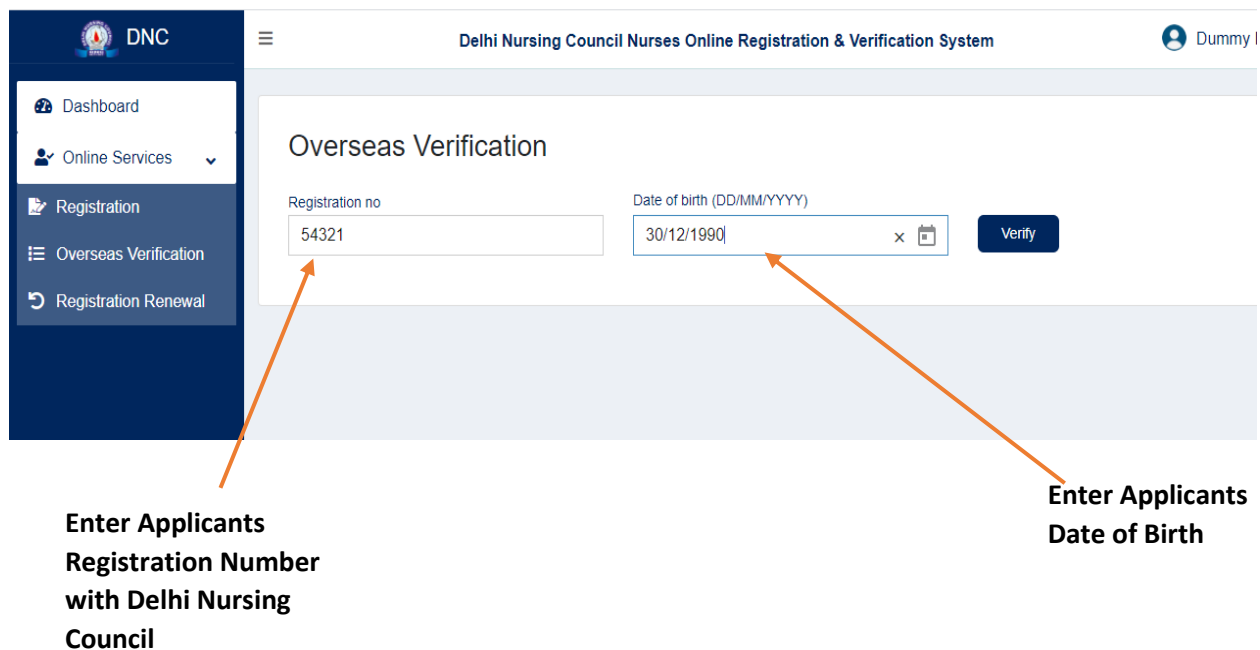 DNC
Delhi Nursing Council Nurses Online Registration & Verification System
Dummy
Dashboard
Online Services
Registration
Overseas Verification
Registration Renewal
Overseas Verification
Registration no
Date of birth (DD/MM/YYYY)
54321
30/12/1990
Verify
Enter Applicants
Registration Number
with Delhi Nursing
Council
Enter Applicants
Date of Birth